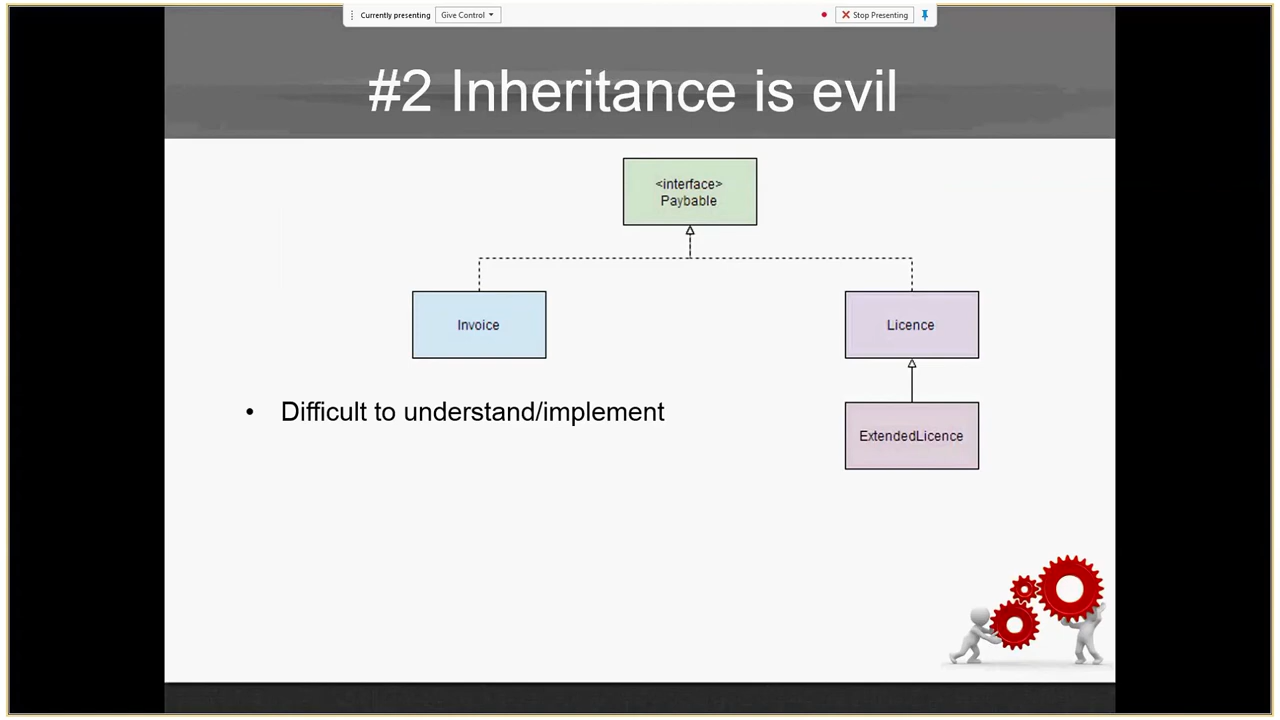 Currently presenting Give Control Stop Presenting
#2 Inheritance is evil
<interface>
Paybable
Invoice
Licence
• Difficult to understand/implement
ExtendedLicence